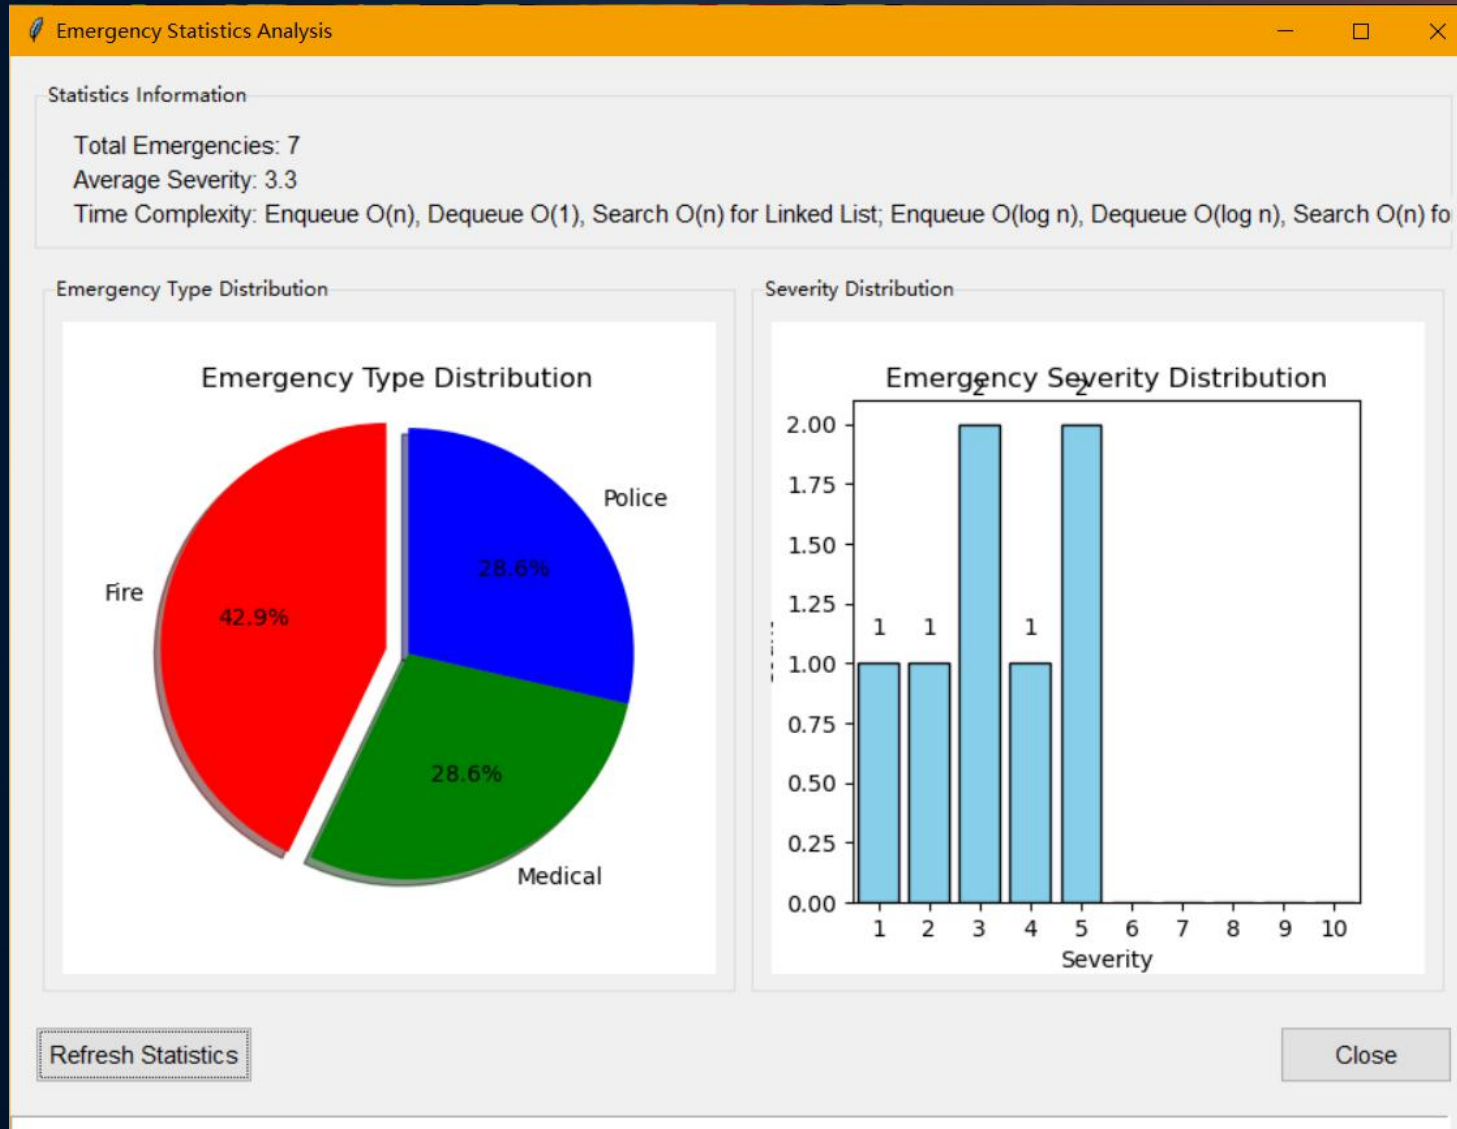 Emergency Statistics Analysis
Statistics Information
Total Emergencies: 7
Average Severity: 3.3
Time Complexity: Enqueue O(n), Dequeue O(1), Search O(n) for Linked List; Enqueue O(log n), Dequeue O(log n), Search O(n)
Emergency Type Distribution
Emergency Type Distribution
Police
28.6%
Fire
42.9%
28.6%
Medical
Severity Distribution
Emergency Severity Distribution
2 2
2.00
1.75
1.50
1.25
1 1 1
1.00
0.75
0.50
0.25
0.00
1 2 3 4 5 6 7 8 9 10
Severity
Refresh Statistics
Close